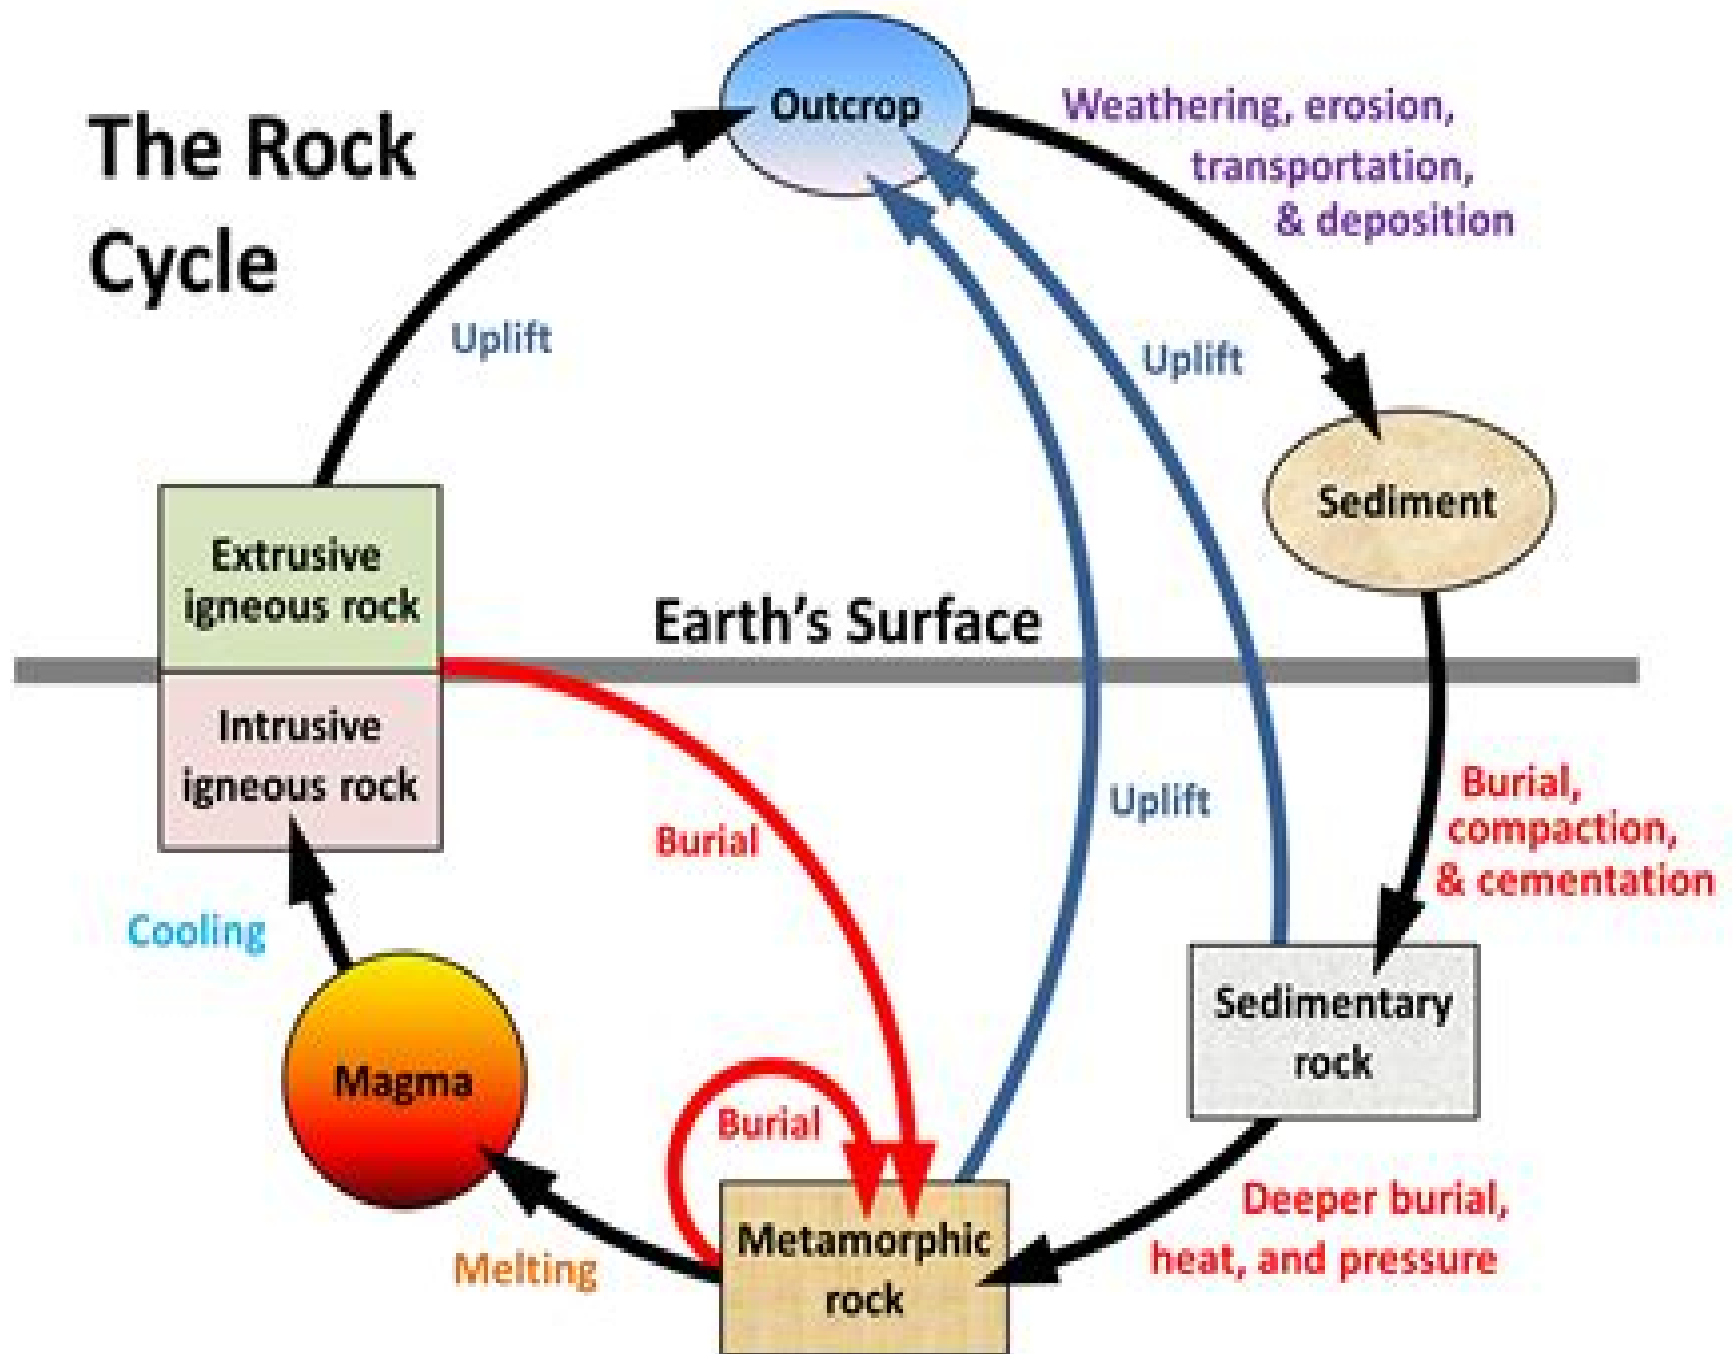 The Rock
Cycle
Outcrop
Weathering, erosion,
transportation,
& deposition
Uplift
Uplift
Sediment
Extrusive
igneous rock
Earth's Surface
Intrusive
igneous rock
Burial
Uplift
Burial,
compaction,
& cementation
Cooling
Sedimentary
rock
Magma
Burial
Deeper burial,
heat, and pressure
Metamorphic
rock
Melting